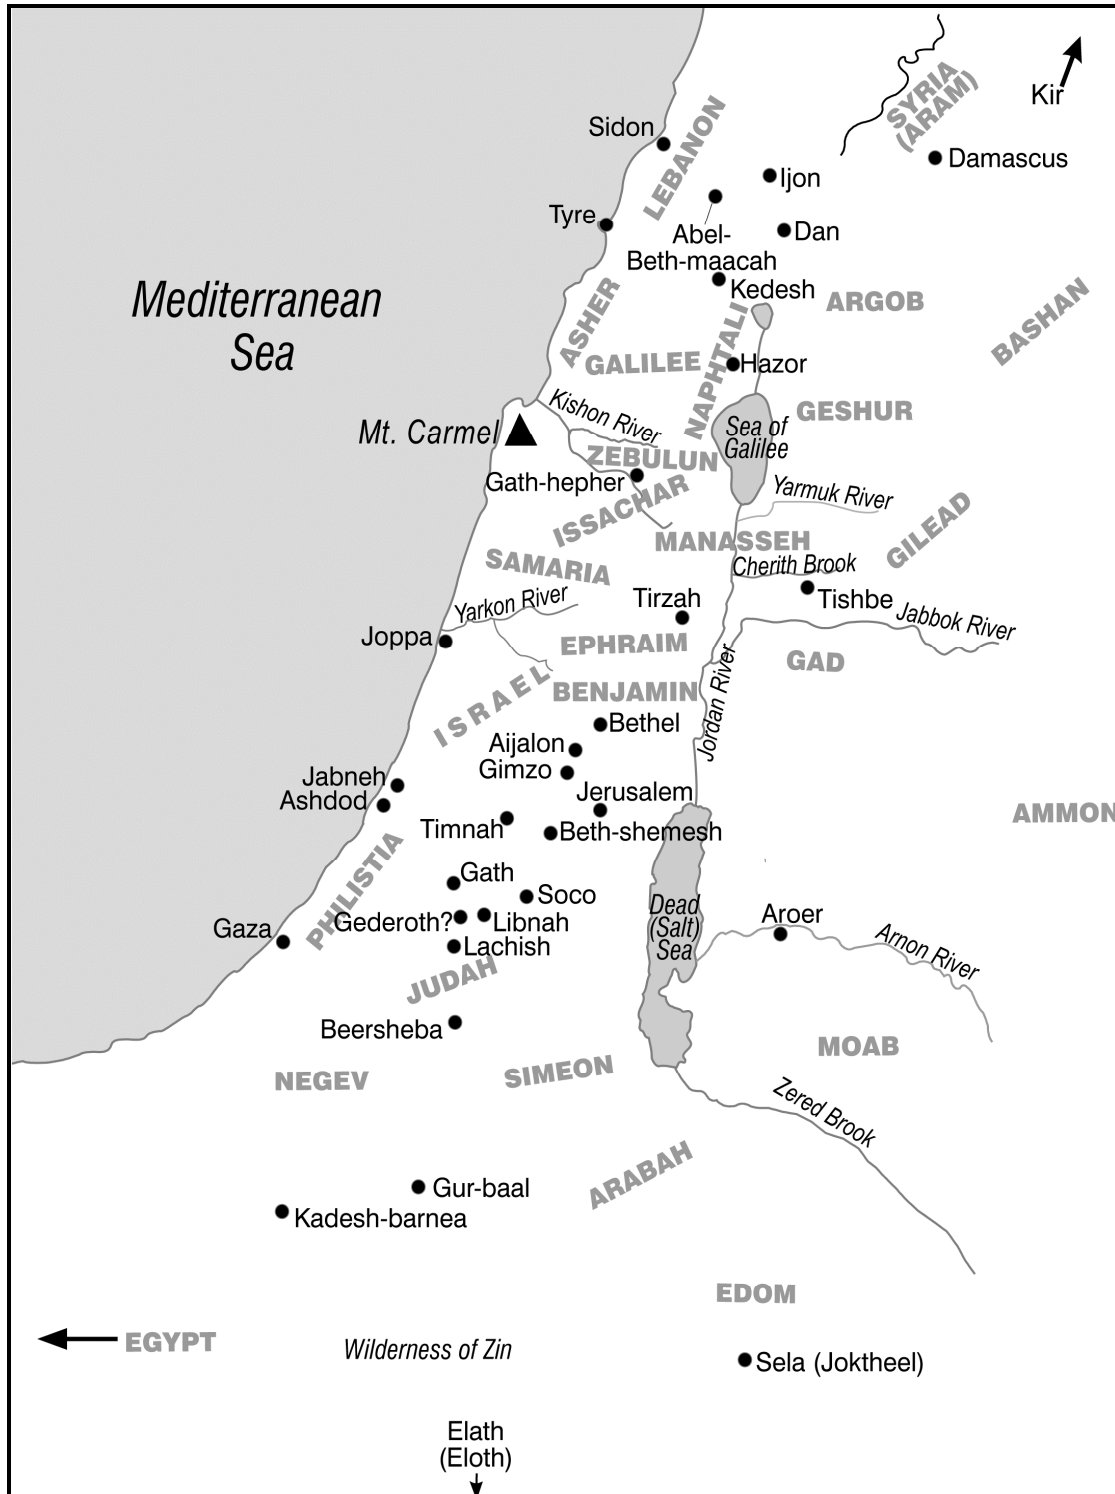 Kir
SYRIA
(ARAM)
Sidon
LEBANON
Damascus
Ijon
Tyre
Abel-
Beth-maacah
Dan
Kedesh
ARGOB
BASHAN
Mediterranean
Sea
ASHER
GALILEE
NAPHTALI
Hazor
Kishon River
Mt. Carmel
Sea of
Galilee
GESHUR
ZEBULUN
Gath-hepher
ISSACHAR
Yarmuk River
MANASSEH
GILEAD
SAMARIA
Cherith Brook
Tishbe
Yarkon River
Tirzah
Jabbok River
Joppa
EPHRAIM
GAD
ISRAEL
BENJAMIN
Jordan River
Bethel
Aijalon
Gimzo
Jabneh
Ashdod
Jerusalem
Timnah
Beth-shemesh
AMMON
PHILISTIA
Gath
Soco
Gederoth?
Libnah
Lachish
Gaza
Dead
(Salt)
Sea
Aroer
Arnon River
JUDAH
Beersheba
NEGEV
SIMEON
MOAB
Zered Brook
ARABAH
Gur-baal
Kadesh-barnea
EDOM
EGYPT
Wilderness of Zin
Sela (Joktheel)
Elath
(Eloth)